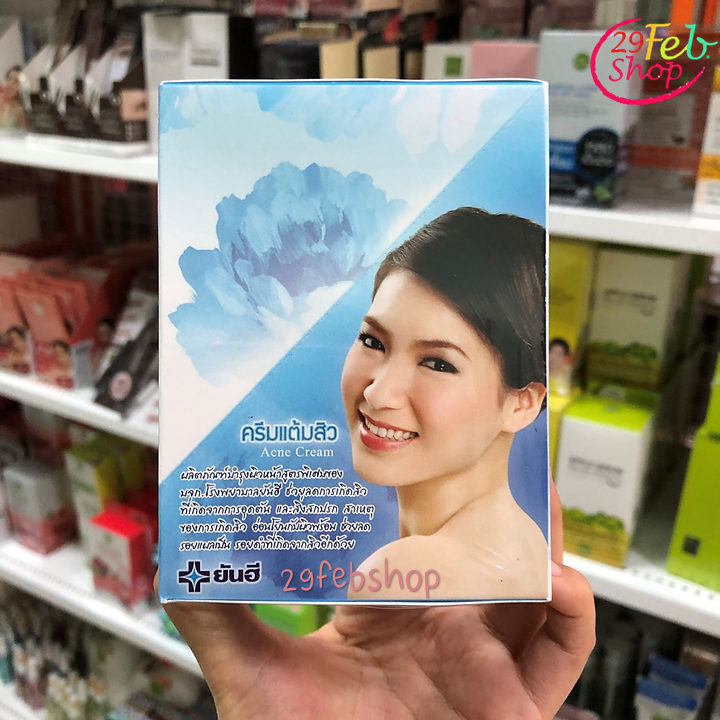 29Feb.
Shop
ครีมแต้มสิว
Acne Cream
ผลิตภัณฑ์บำรุงผิวหน้าสูตรพิเศษของ
บจก.โรงพยาบาลยันฮี ช่วยลดการเกิดสิว
ที่เกิดจากการอุดตัน และสิ่งสกปรก สาเหตุ
ของการเกิดสิว อ่อนโยนกับผิวพร้อม ช่วยลด
รอยแผลเป็น รอยดำที่เกิดจากสิวอีกด้วย
ยันฮี
29febshop